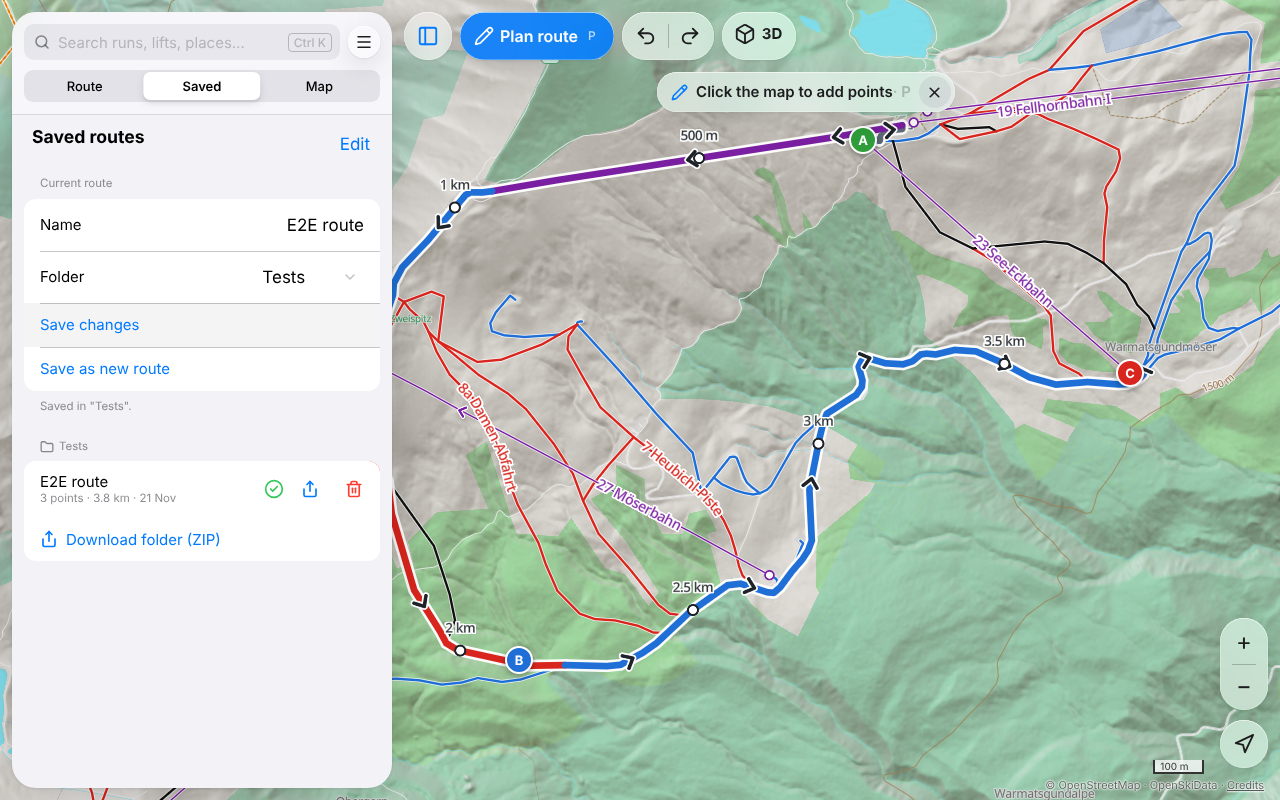 Search runs, lifts, places... Ctrl K
Plan route P
3D
Route Saved Map
Click the map to add points · P
Saved routes
Edit
Current route
Name E2E route
Folder Tests
Save changes
Save as new route
Saved in "Tests".
Tests
E2E route
3 points · 3.8 km · 21 Nov
Download folder (ZIP)
19 Fellhornbahn I
A
500 m
1 km
23 See-Eckbahn
zweispitz
3.5 km
Warmatsgundmöser
C
1500 m
8a Damen-Abfahrt
3 km
7 Heubichl-Piste
27 Möserbahn
2.5 km
2 km
B
+
−
100 m
© OpenStreetMap · OpenSkiData · Credits
Warmatsgundalpe